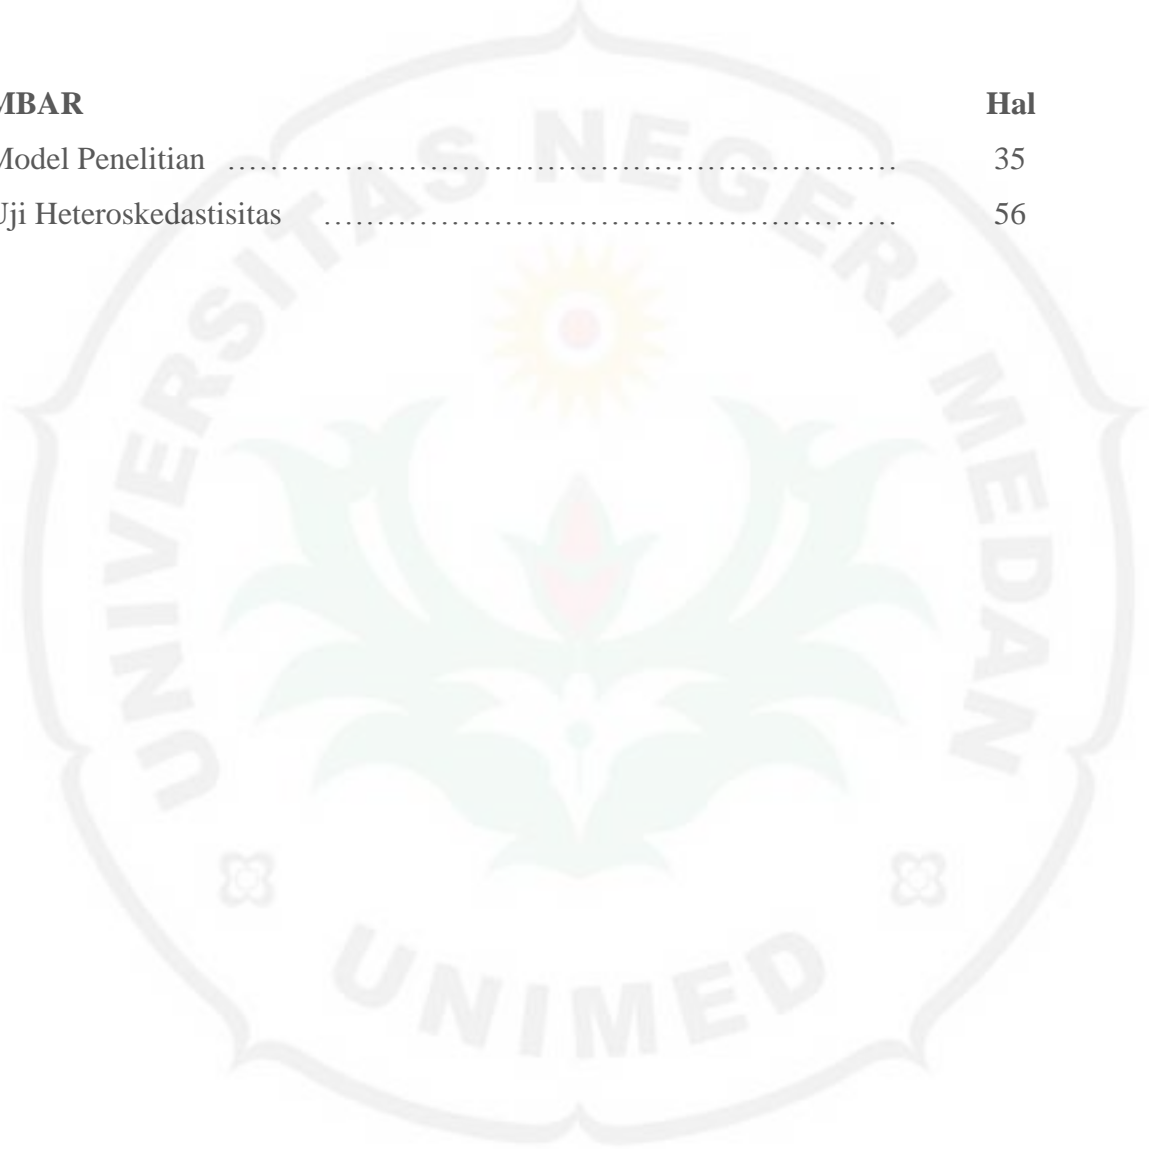 MBAR Hal
Model Penelitian ............................................................... 35
Uji Heteroskedastisitas ...................................................... 56
UNIVERSITAS NEGERI MEDAN
UNIMED